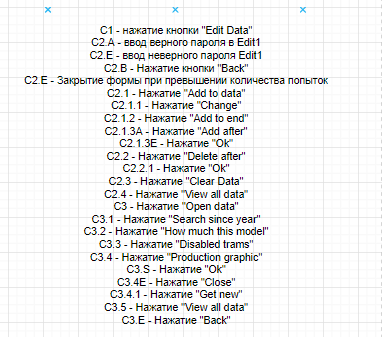 C1 - нажатие кнопки "Edit Data"
C2.A - ввод верного пароля в Edit1
C2.E - ввод неверного пароля Edit1
C2.B - Нажатие кнопки "Back"
C2.E - Закрытие формы при превышении количества попыток
C2.1 - Нажатие "Add to data"
C2.1.1 - Нажатие "Change"
C2.1.2 - Нажатие "Add to end"
C2.1.3A - Нажатие "Add after"
C2.1.3E - Нажатие "Ok"
C2.2 - Нажатие "Delete after"
C2.2.1 - Нажатие "Ok"
C2.3 - Нажатие "Clear Data"
C2.4 - Нажатие "View all data"
C3 - Нажатие "Open data"
C3.1 - Нажатие "Search since year"
C3.2 - Нажатие "How much this model"
C3.3 - Нажатие "Disabled trams"
C3.4 - Нажатие "Production graphic"
C3.S - Нажатие "Ok"
C3.4E - Нажатие "Close"
C3.4.1 - Нажатие "Get new"
C3.5 - Нажатие "View all data"
C3.E - Нажатие "Back"